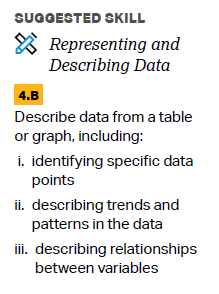 SUGGESTED SKILL
Representing and
Describing Data
4.B
Describe data from a table
or graph, including:
i. identifying specific data
points
ii. describing trends and
patterns in the data
iii. describing relationships
between variables